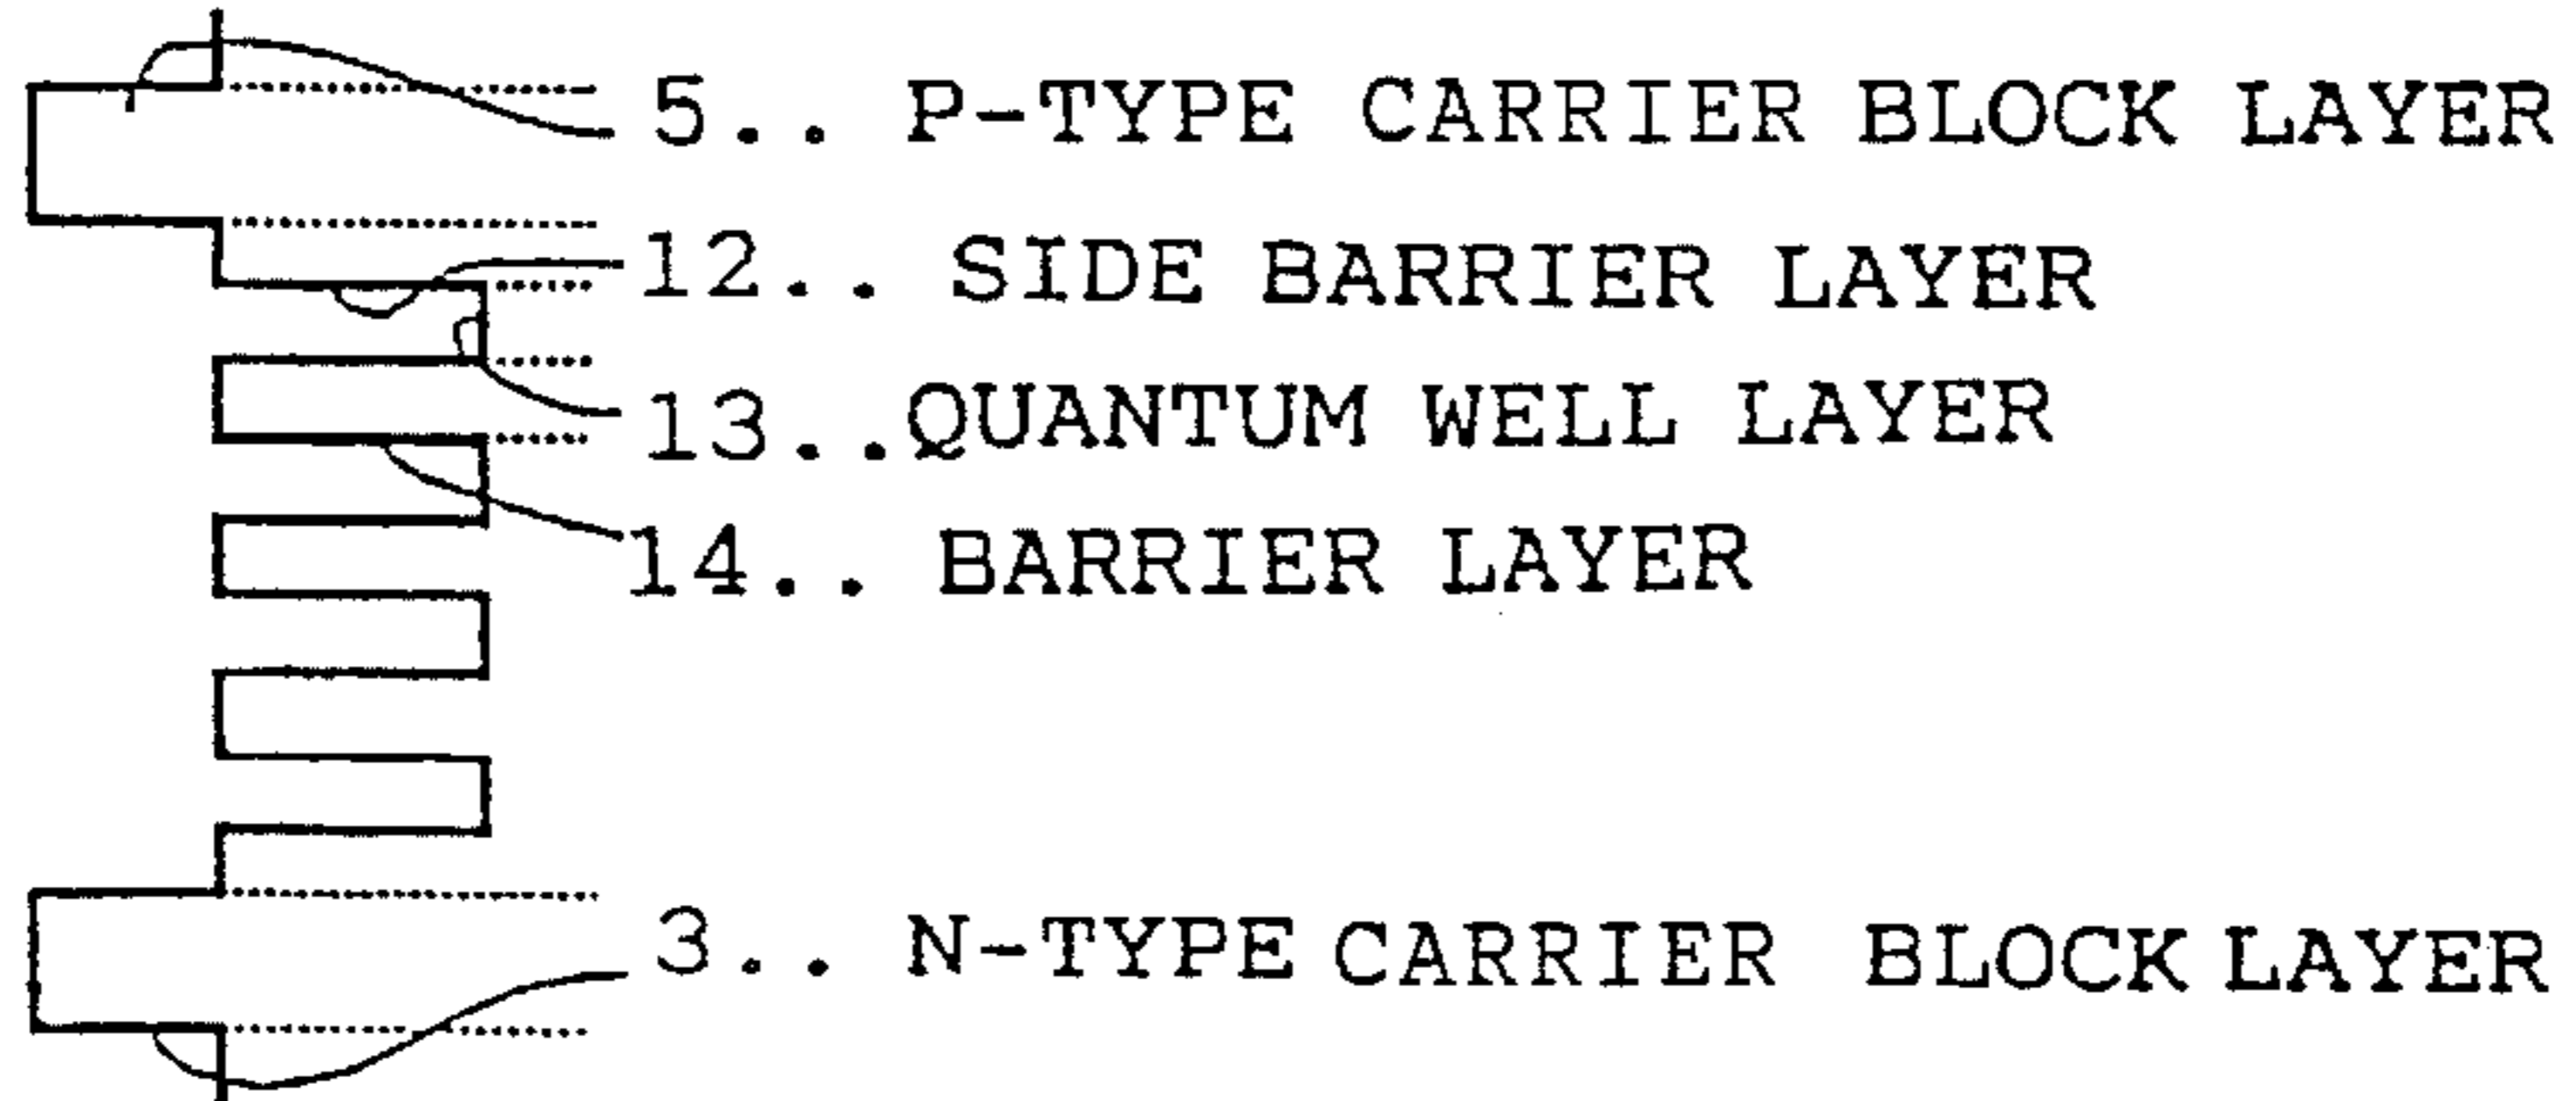 5.. P-TYPE CARRIER BLOCK LAYER
12.. SIDE BARRIER LAYER
13..QUANTUM WELL LAYER
14.. BARRIER LAYER
3.. N-TYPE CARRIER BLOCK LAYER